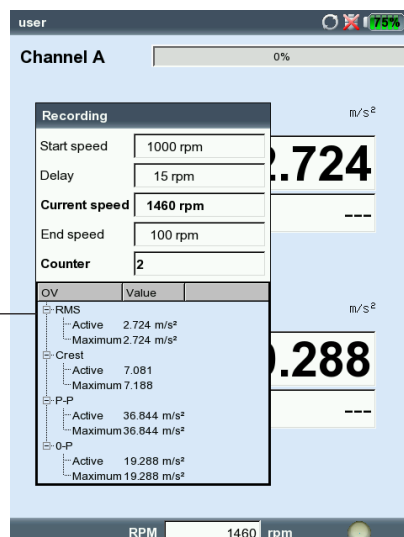 user 75%
Channel A 0%
m/s²
Recording
Start speed 1000 rpm
Delay 15 rpm
Current speed 1460 rpm
End speed 100 rpm
Counter 2
.724
---
OV Value
RMS
Active 2.724 m/s²
Maximum 2.724 m/s²
Crest
Active 7.081
Maximum 7.188
P-P
Active 36.844 m/s²
Maximum 36.844 m/s²
0-P
Active 19.288 m/s²
Maximum 19.288 m/s²
m/s²
.288
---
RPM 1460 rpm